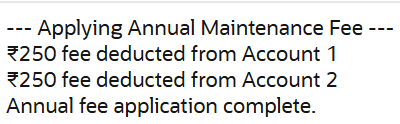 --- Applying Annual Maintenance Fee ---
₹250 fee deducted from Account 1
₹250 fee deducted from Account 2
Annual fee application complete.